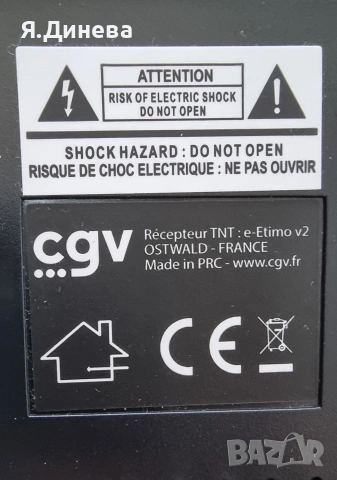 Я.Динева
ATTENTION
RISK OF ELECTRIC SHOCK
DO NOT OPEN
SHOCK HAZARD : DO NOT OPEN
RISQUE DE CHOC ELECTRIQUE : NE PAS OUVRIR
cgv
Récepteur TNT : e-Etimo v2
OSTWALD - FRANCE
Made in PRC - www.cgv.fr
CE
BAZAR